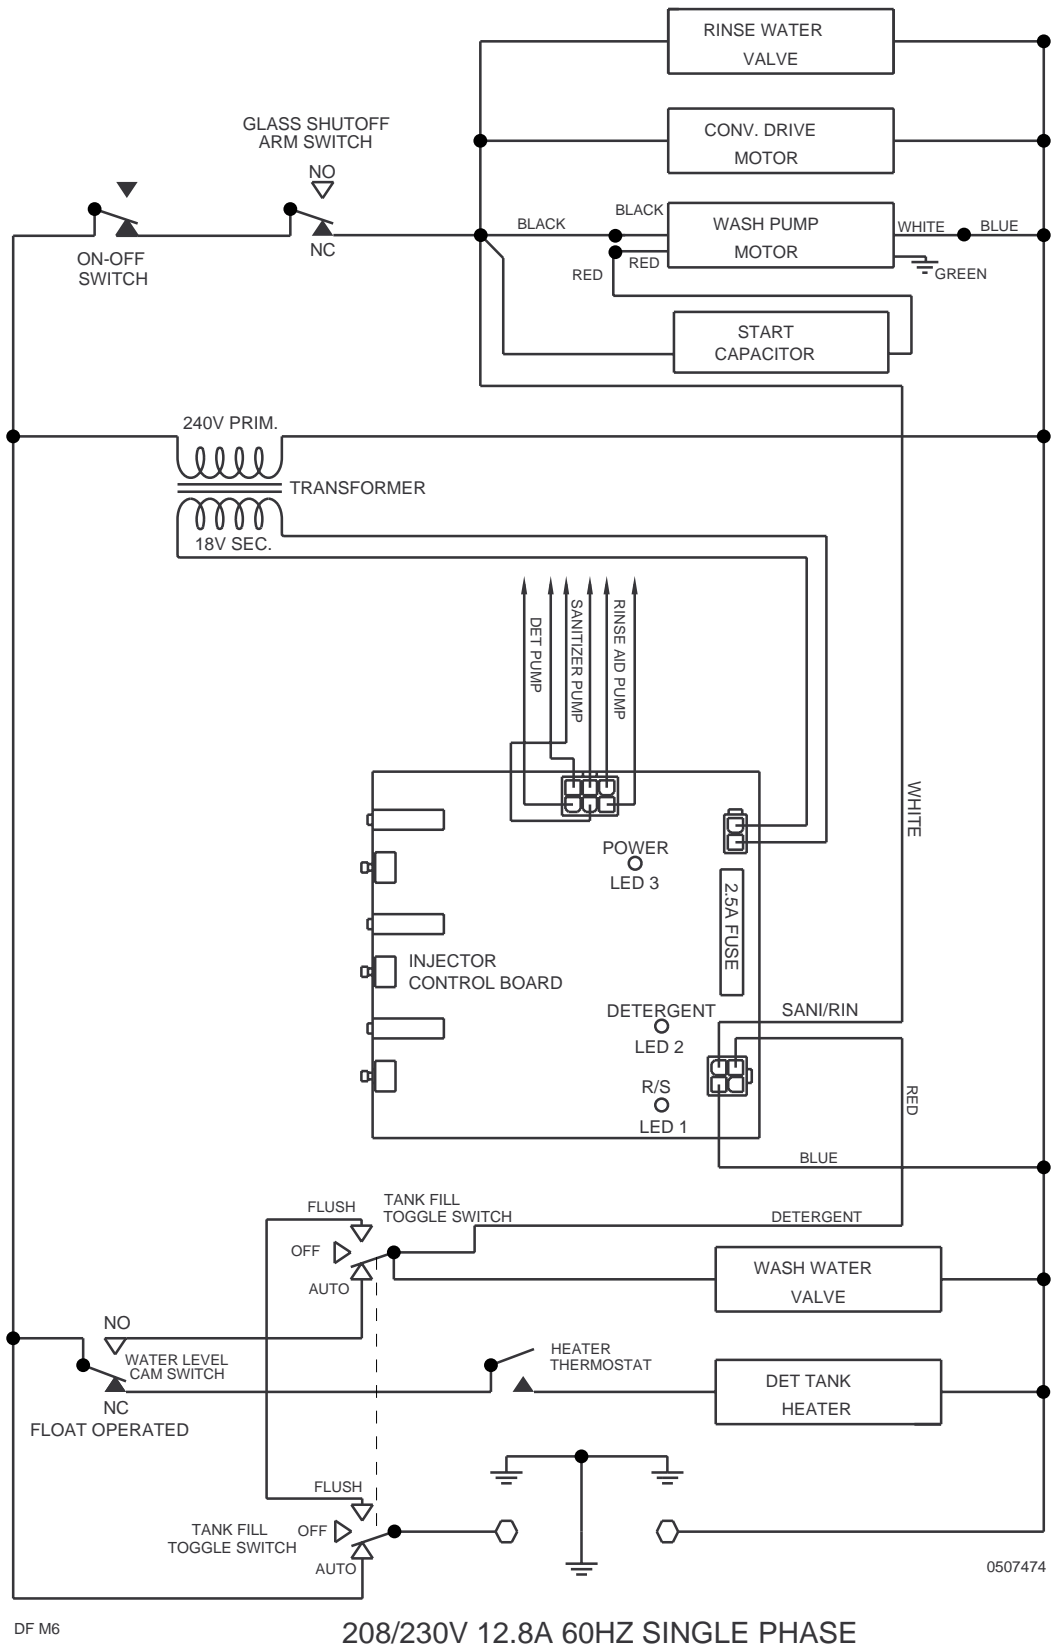 RINSE WATER
VALVE
GLASS SHUTOFF
ARM SWITCH
NO
NC
CONV. DRIVE
MOTOR
ON-OFF
SWITCH
BLACK
BLACK
WASH PUMP
MOTOR
WHITE
BLUE
RED
RED
GREEN
START
CAPACITOR
240V PRIM.
TRANSFORMER
18V SEC.
DET PUMP
SANITIZER PUMP
RINSE AID PUMP
WHITE
POWER
LED 3
2.5A FUSE
INJECTOR
CONTROL BOARD
DETERGENT
LED 2
SANI/RIN
R/S
LED 1
RED
BLUE
FLUSH
TANK FILL
TOGGLE SWITCH
DETERGENT
OFF
AUTO
WASH WATER
VALVE
NO
WATER LEVEL
CAM SWITCH
NC
FLOAT OPERATED
HEATER
THERMOSTAT
DET TANK
HEATER
FLUSH
TANK FILL
TOGGLE SWITCH
OFF
AUTO
0507474
DF M6
208/230V 12.8A 60HZ SINGLE PHASE